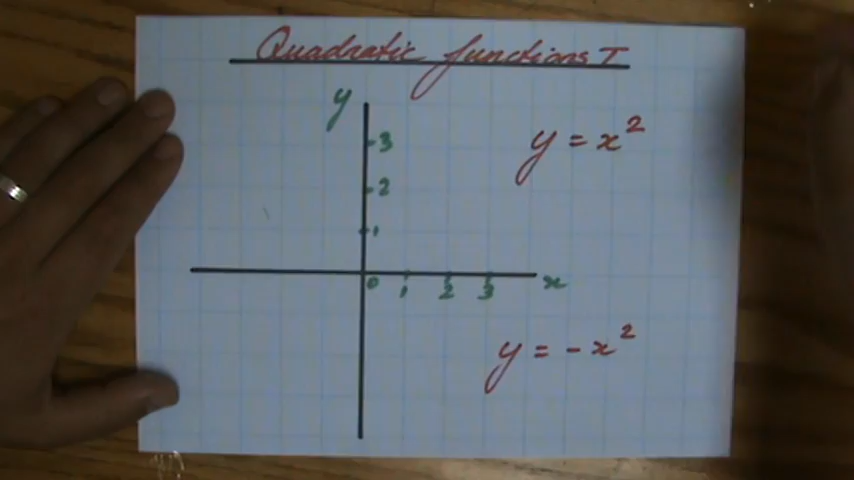 Quadratic functions I
y
3
2
1
0 1 2 3 x
y = x²
y = -x²